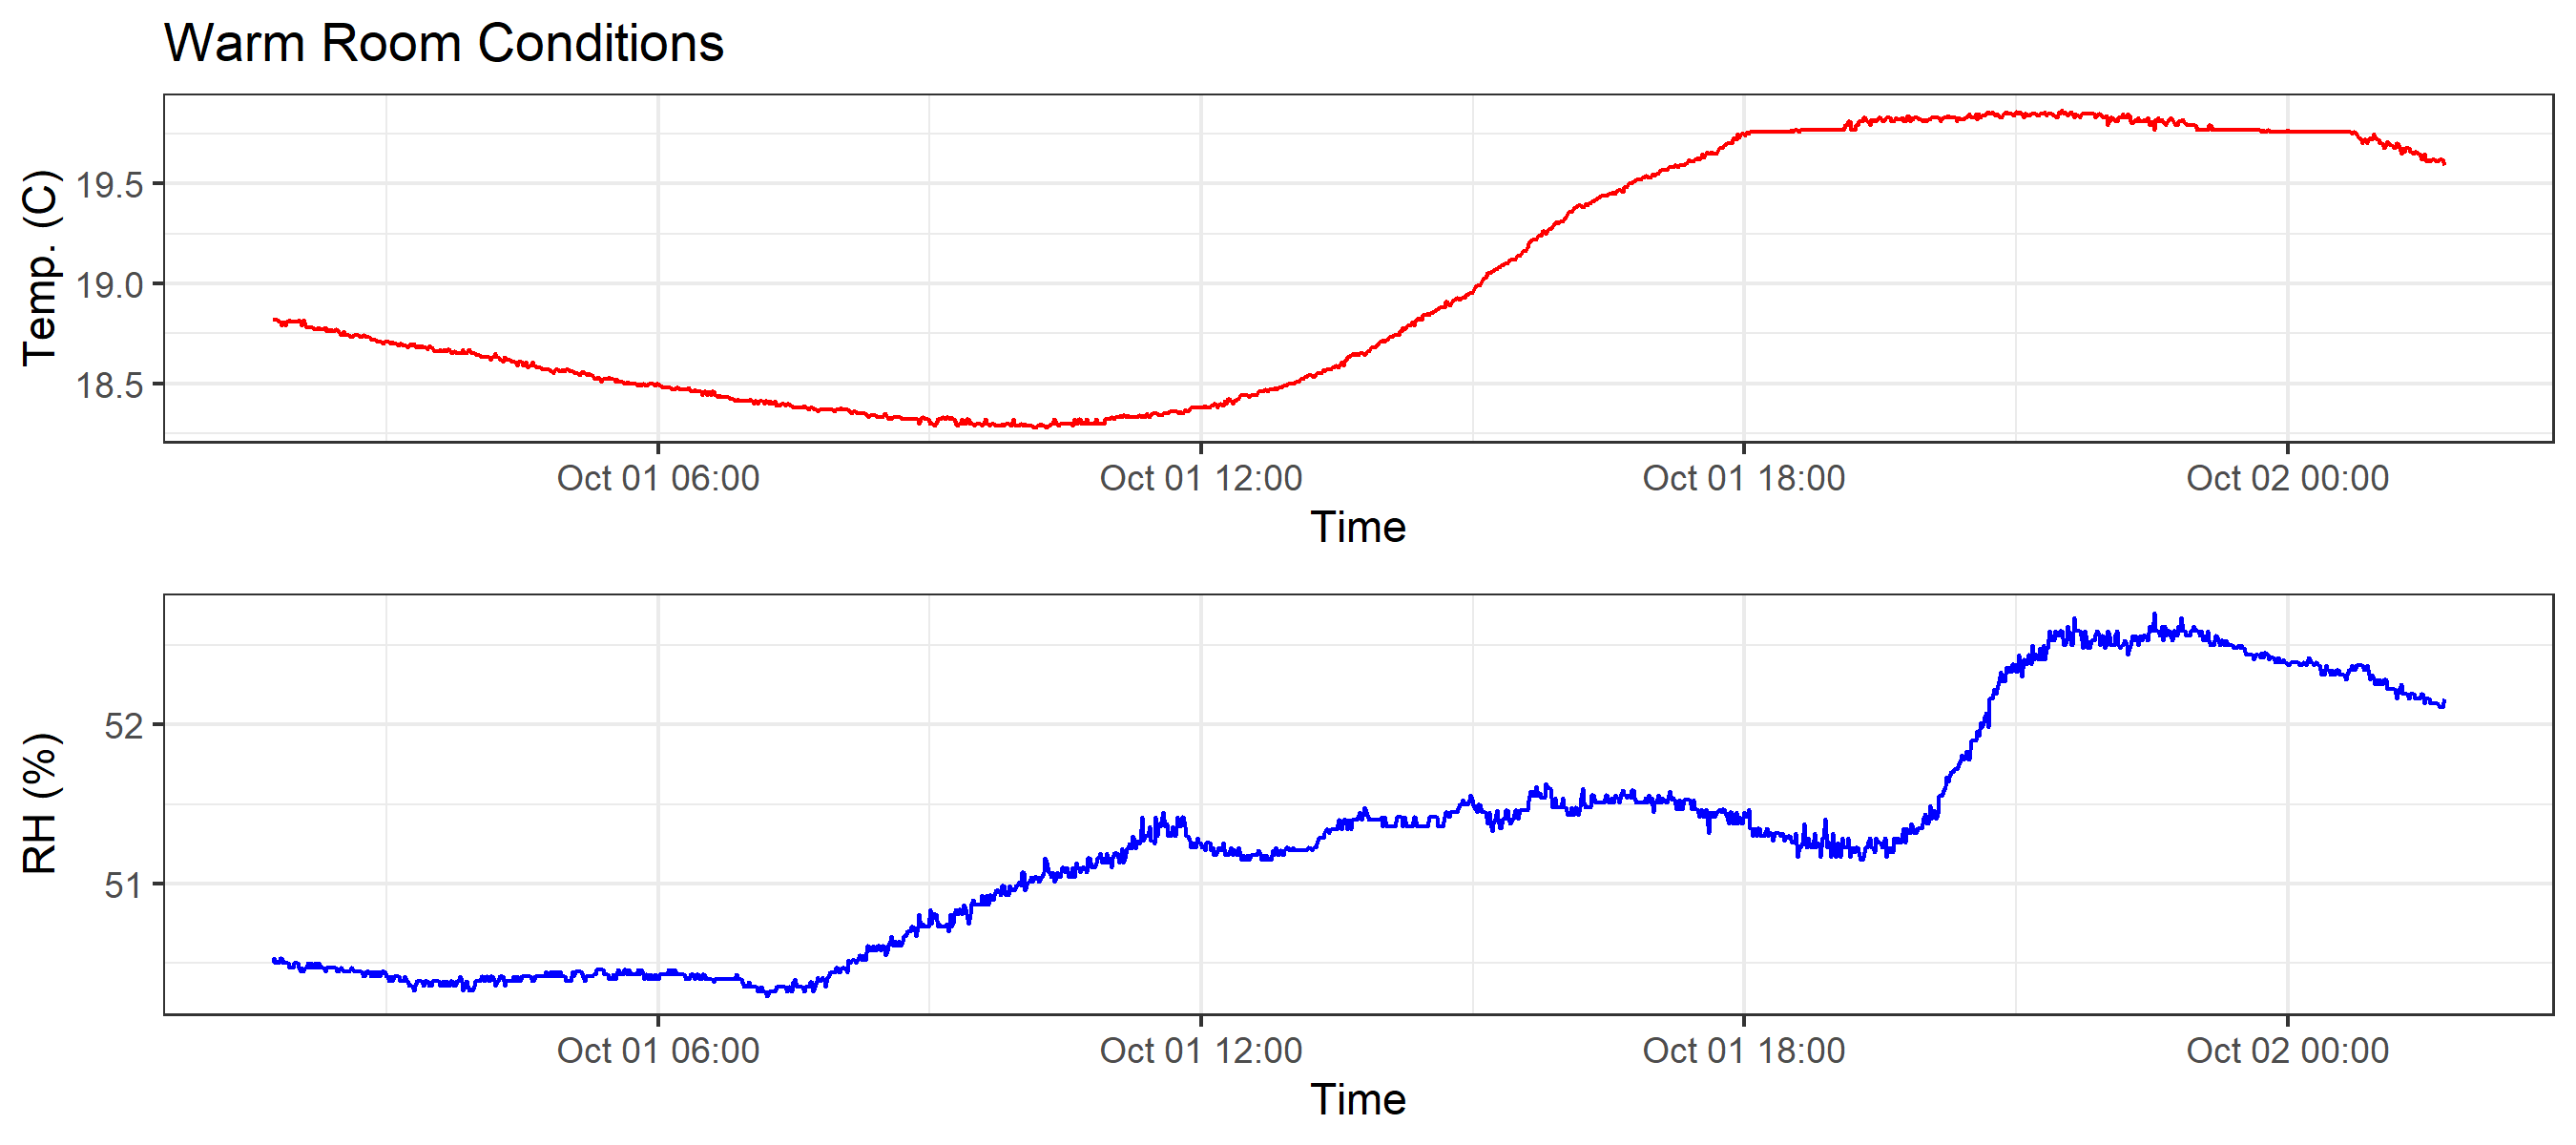 Warm Room Conditions
Temp. (C)
19.5
19.0
18.5
Oct 01 06:00 Oct 01 12:00 Oct 01 18:00 Oct 02 00:00
Time
RH (%)
52
51
Oct 01 06:00 Oct 01 12:00 Oct 01 18:00 Oct 02 00:00
Time